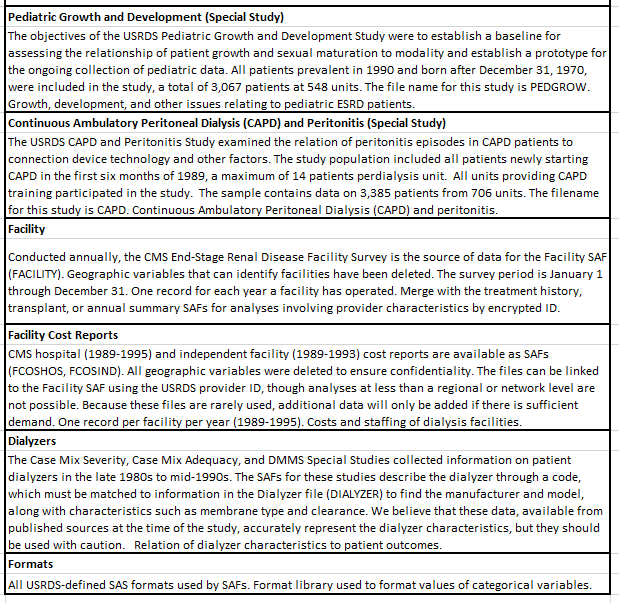 Pediatric Growth and Development (Special Study)
The objectives of the USRDS Pediatric Growth and Development Study were to establish a baseline for
assessing the relationship of patient growth and sexual maturation to modality and establish a prototype for
the ongoing collection of pediatric data. All patients prevalent in 1990 and born after December 31, 1970,
were included in the study, a total of 3,067 patients at 548 units. The file name for this study is PEDGROW.
Growth, development, and other issues relating to pediatric ESRD patients.
Continuous Ambulatory Peritoneal Dialysis (CAPD) and Peritonitis (Special Study)
The USRDS CAPD and Peritonitis Study examined the relation of peritonitis episodes in CAPD patients to
connection device technology and other factors. The study population included all patients newly starting
CAPD in the first six months of 1989, a maximum of 14 patients perdialysis unit.  All units providing CAPD
training participated in the study.  The sample contains data on 3,385 patients from 706 units. The filename
for this study is CAPD. Continuous Ambulatory Peritoneal Dialysis (CAPD) and peritonitis.
Facility
Conducted annually, the CMS End-Stage Renal Disease Facility Survey is the source of data for the Facility SAF
(FACILITY). Geographic variables that can identify facilities have been deleted. The survey period is January 1
through December 31. One record for each year a facility has operated. Merge with the treatment history,
transplant, or annual summary SAFs for analyses involving provider characteristics by encrypted ID.
Facility Cost Reports
CMS hospital (1989-1995) and independent facility (1989-1993) cost reports are available as SAFs
(FCOSHOS, FCOSIND). All geographic variables were deleted to ensure confidentiality. The files can be linked
to the Facility SAF using the USRDS provider ID, though analyses at less than a regional or network level are
not possible. Because these files are rarely used, additional data will only be added if there is sufficient
demand. One record per facility per year (1989-1995). Costs and staffing of dialysis facilities.
Dialyzers
The Case Mix Severity, Case Mix Adequacy, and DMMS Special Studies collected information on patient
dialyzers in the late 1980s to mid-1990s. The SAFs for these studies describe the dialyzer through a code,
which must be matched to information in the Dialyzer file (DIALYZER) to find the manufacturer and model,
along with characteristics such as membrane type and clearance. We believe that these data, available from
published sources at the time of the study, accurately represent the dialyzer characteristics, but they should
be used with caution.   Relation of dialyzer characteristics to patient outcomes.
Formats
All USRDS-defined SAS formats used by SAFs. Format library used to format values of categorical variables.